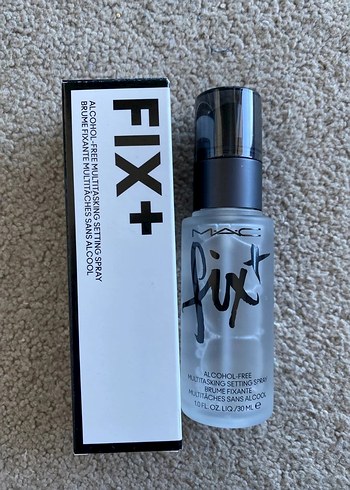 FIX+
ALCOHOL-FREE MULTITASKING SETTING SPRAY
BRUME FIXANTE MULTITÂCHES SANS ALCOOL
M·A·C
fix+
ALCOHOL-FREE
MULTITASKING SETTING SPRAY
BRUME FIXANTE
MULTITÂCHES SANS ALCOOL
1.0 FL. OZ. LIQ./30 ML ℮